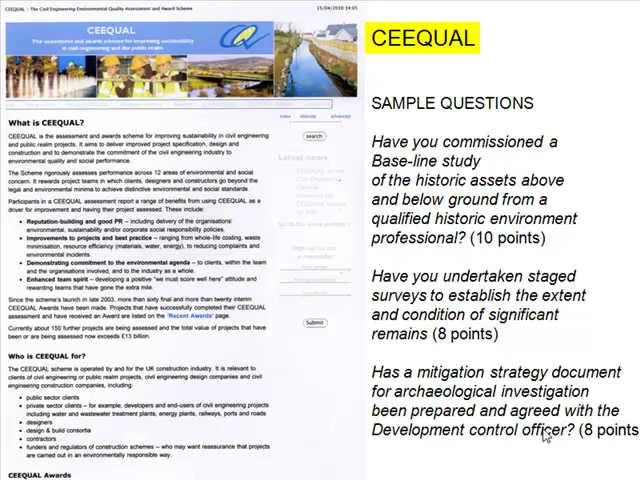 CEEQUAL - The Civil Engineering Environmental Quality Assessment and Award Scheme
15/04/2010 14:05
CEEQUAL
The assessment and awards scheme for improving sustainability
in civil engineering and the public realm
What is CEEQUAL?
CEEQUAL is the assessment and awards scheme for improving sustainability in civil engineering
and public realm projects. It aims to deliver improved project specification, design and
construction and to demonstrate the commitment of the civil engineering industry to
environmental quality and social performance.
The Scheme rigorously assesses performance across 12 areas of environmental and social
concern. It rewards project teams in which clients, designers and constructors go beyond the
legal and environmental minima to achieve distinctive environmental and social standards
Participants in a CEEQUAL assessment report a range of benefits from using CEEQUAL as a
driver for improvement and having their project assessed. These include:
• Reputation-building and good PR - including delivery of the organisations'
environmental, sustainability and/or corporate social responsibility policies.
• Improvements to projects and best practice - ranging from whole-life costing, waste
minimisation, resource efficiency (materials, water, energy), to reducing complaints and
environmental incidents.
• Demonstrating commitment to the environmental agenda - to clients, within the team
and the organisations involved, and to the industry as a whole.
• Enhanced team spirit - developing a positive "we must score well here" attitude and
rewarding teams that have gone the extra mile.
Since the scheme's launch in late 2003, more than sixty final and more than twenty interim
CEEQUAL Awards have been made. Projects that have successfully completed their CEEQUAL
assessment and have received an Award are listed on the 'Recent Awards' page.
Currently about 150 further projects are being assessed and the total value of projects that have
been or are being assessed now exceeds £13 billion.
Who is CEEQUAL for?
The CEEQUAL scheme is operated by and for the UK construction industry. It is relevant to
clients of civil engineering or public realm projects, civil engineering design companies and civil
engineering construction companies, including:
• public sector clients
• private sector clients - for example, developers and end-users of civil engineering projects
including water and wastewater treatment plants, energy plants, railways, ports and roads
• designers
• design & build consortia
• contractors
• funders and regulators of construction schemes - who may want reassurance that projects
are carried out in an environmentally responsible way.
CEEQUAL Awards
index sitemap advanced
search
Latest news
Submit
CEEQUAL
SAMPLE QUESTIONS
Have you commissioned a
Base-line study
of the historic assets above
and below ground from a
qualified historic environment
professional? (10 points)
Have you undertaken staged
surveys to establish the extent
and condition of significant
remains (8 points)
Has a mitigation strategy document
for archaeological investigation
been prepared and agreed with the
Development control officer? (8 points